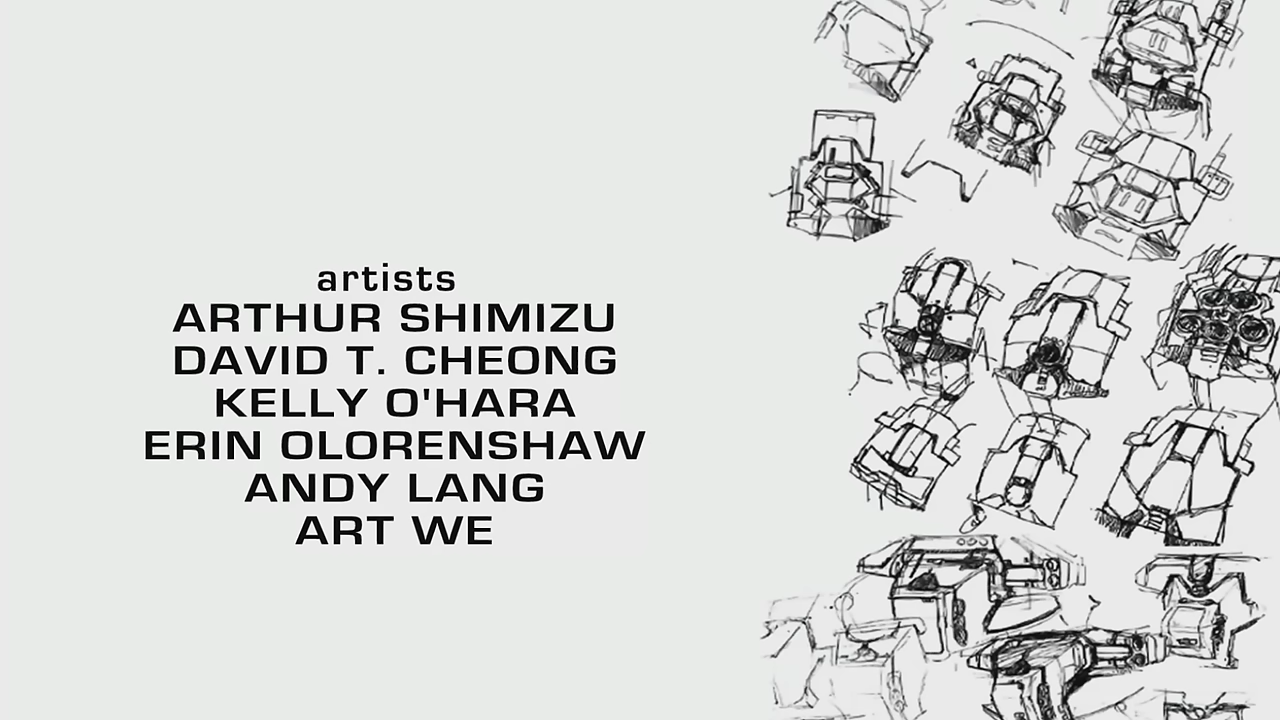 artists
ARTHUR SHIMIZU
DAVID T. CHEONG
KELLY O'HARA
ERIN OLORENSHAW
ANDY LANG
ART WE